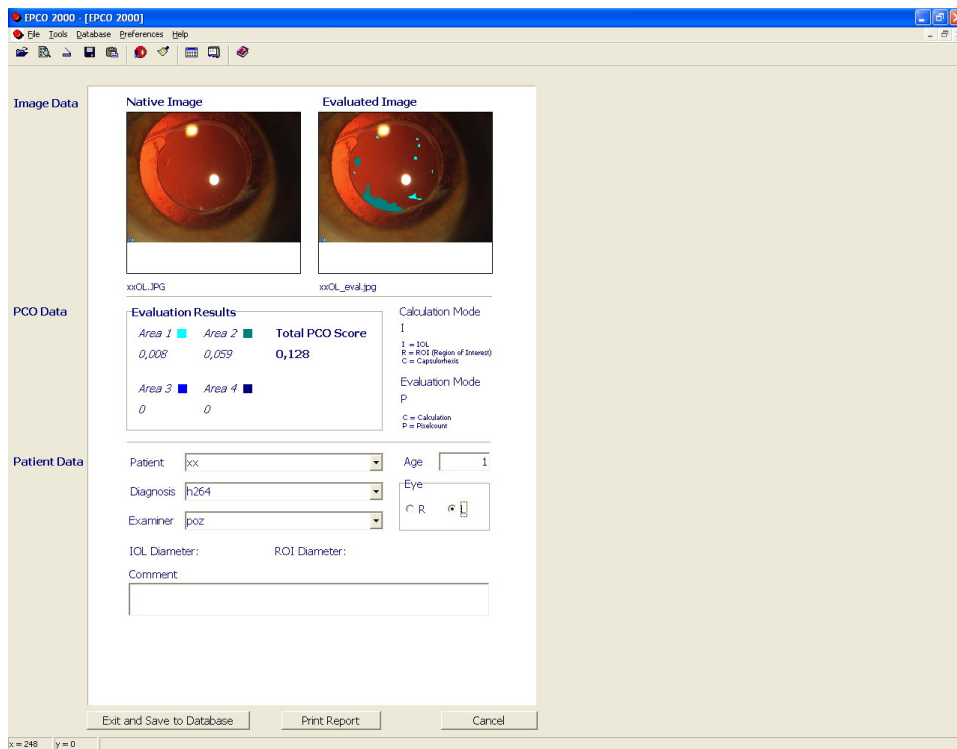 EPCO 2000 - [EPCO 2000]
File Tools Database Preferences Help
Image Data
Native Image
Evaluated Image
xxOL.JPG
xxOL_eval.jpg
PCO Data
Evaluation Results
Area 1
Area 2
Total PCO Score
0,008
0,059
0,128
Area 3
Area 4
0
0
Calculation Mode
I
I = IOL
R = ROI (Region of Interest)
C = Capsulorhexis
Evaluation Mode
P
C = Calculation
P = Pixelcount
Patient Data
Patient
xx
Age
1
Diagnosis
h264
Eye
R
L
Examiner
poz
IOL Diameter:
ROI Diameter:
Comment
Exit and Save to Database
Print Report
Cancel
x = 248
y = 0